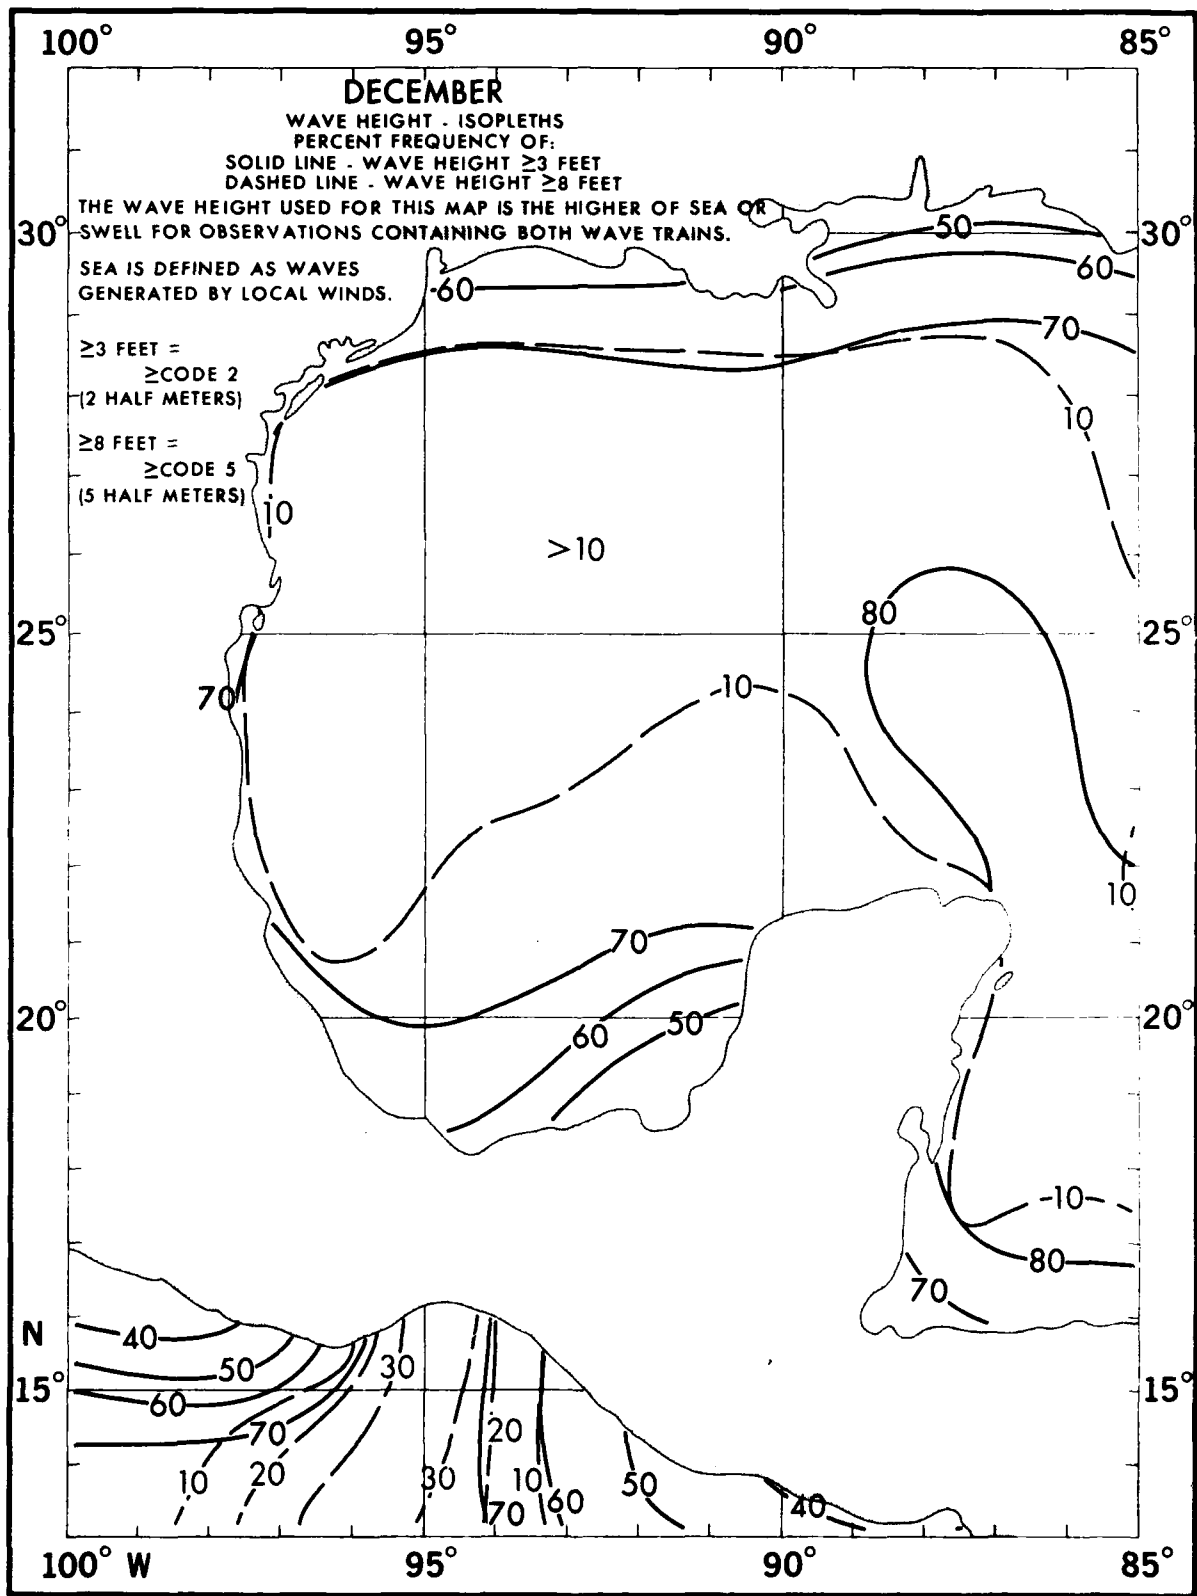 100° 95° 90° 85°
DECEMBER
WAVE HEIGHT - ISOPLETHS
PERCENT FREQUENCY OF:
SOLID LINE - WAVE HEIGHT ≥3 FEET
DASHED LINE - WAVE HEIGHT ≥8 FEET
THE WAVE HEIGHT USED FOR THIS MAP IS THE HIGHER OF SEA OR
SWELL FOR OBSERVATIONS CONTAINING BOTH WAVE TRAINS.
30° 50 30°
SEA IS DEFINED AS WAVES
GENERATED BY LOCAL WINDS.
60 60
70
≥3 FEET =
≥CODE 2
(2 HALF METERS)
10
≥8 FEET =
≥CODE 5
(5 HALF METERS)
10
>10
80
25° 25°
70 10
10
70
20° 60 50 20°
10
80
70
N 40
50 30
15° 60 15°
70 20
10 20 30 10 50
70 60 40
100° W 95° 90° 85°